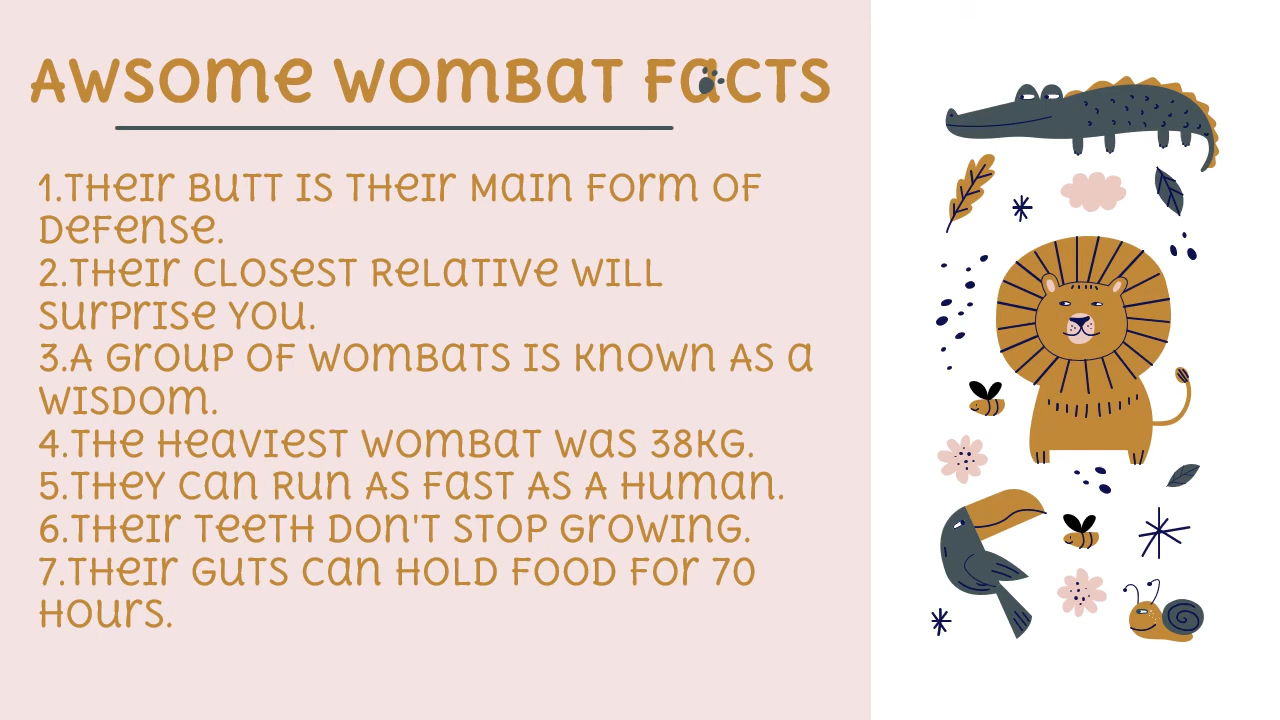 Awsome Wombat Facts
1.Their butt is their main form of
defense.
2.Their closest relative will
surprise you.
3.A group of wombats is known as a
wisdom.
4.The heaviest wombat was 38kg.
5.They can run as fast as a human.
6.Their teeth don't stop growing.
7.Their guts can hold food for 70
hours.